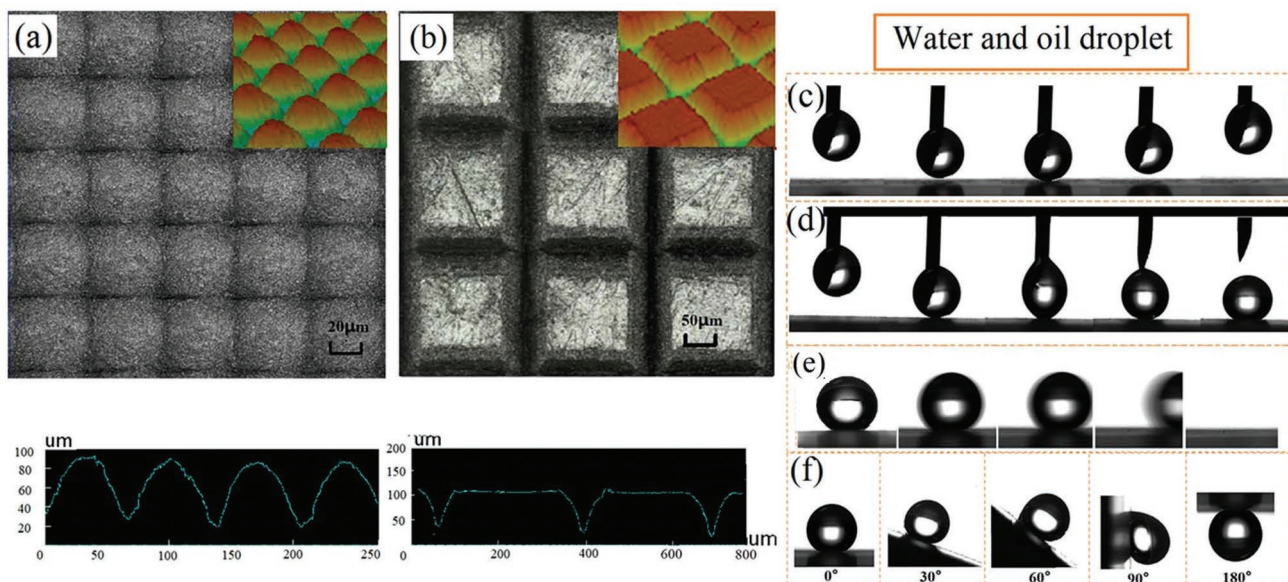 (a)
20μm
(b)
50μm
Water and oil droplet
(c)
(d)
(e)
(f)
0° 30° 60° 90° 180°
um
100
80
60
40
20
0 50 100 150 200 250
um
200
150
100
50
0 200 400 600 800
um